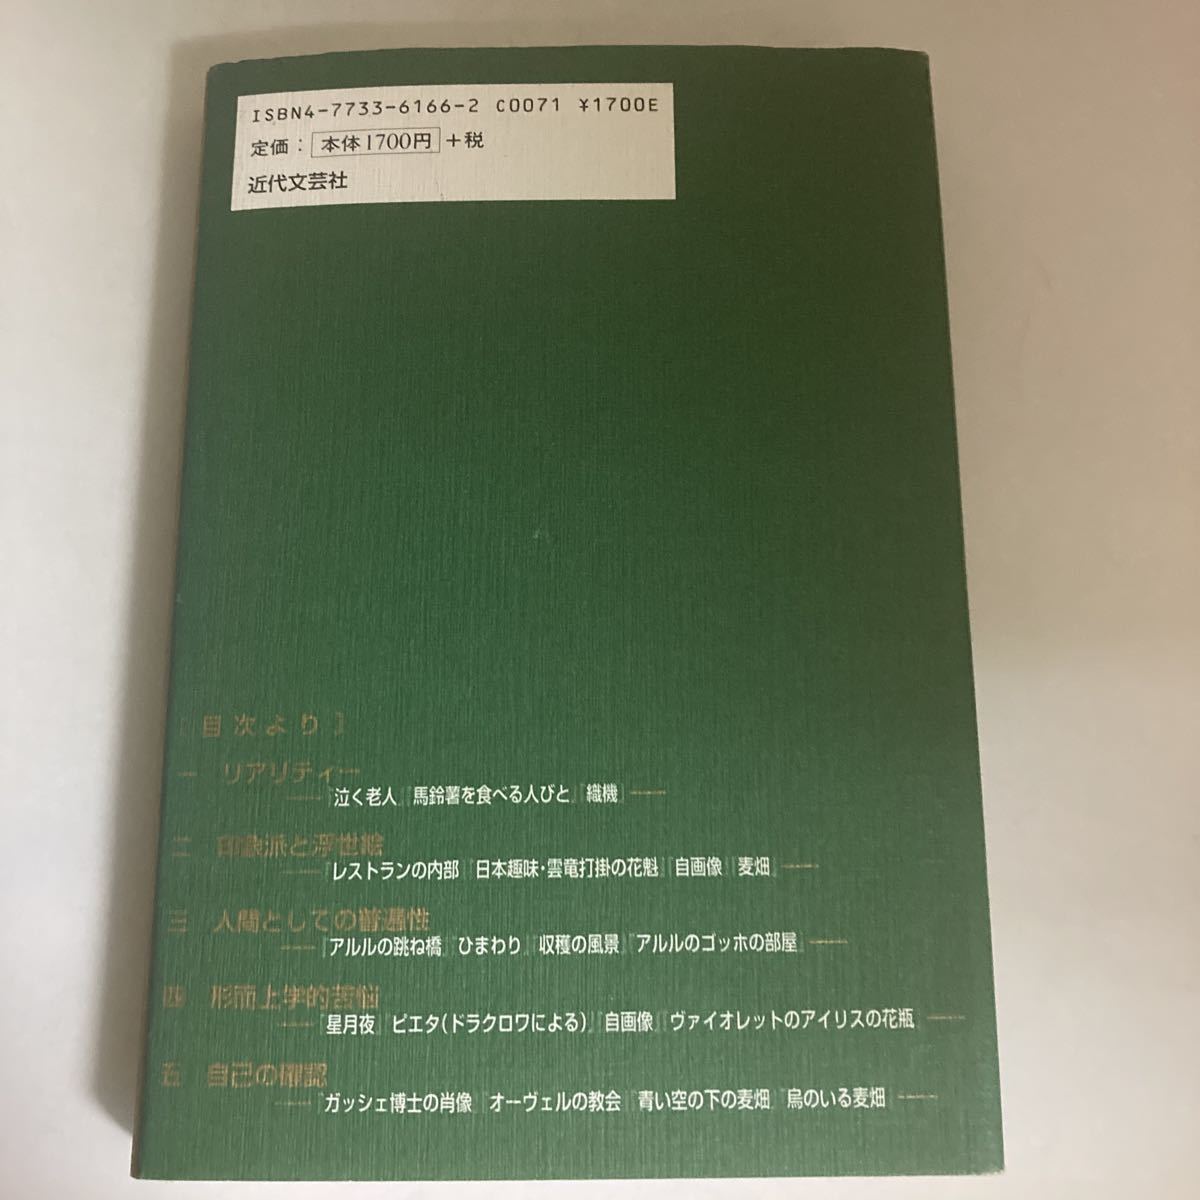 ISBN4-7733-6166-2 C0071 ¥1700E
定価：本体1700円＋税
近代文芸社
［目次より］
一 リアリティー
──『泣く老人』『馬鈴薯を食べる人びと』『織機』──
二 印象派と浮世絵
──『レストランの内部』『日本趣味・雲竜打掛の花魁』『自画像』『麦畑』──
三 人間としての普遍性
──『アルルの跳ね橋』『ひまわり』『収穫の風景』『アルルのゴッホの部屋』──
四 形而上学的苦悩
──『星月夜』『ピエタ(ドラクロワによる)』『自画像』『ヴァイオレットのアイリスの花瓶』──
五 自己の確認
──『ガッシェ博士の肖像』『オーヴェルの教会』『青い空の下の麦畑』『烏のいる麦畑』──